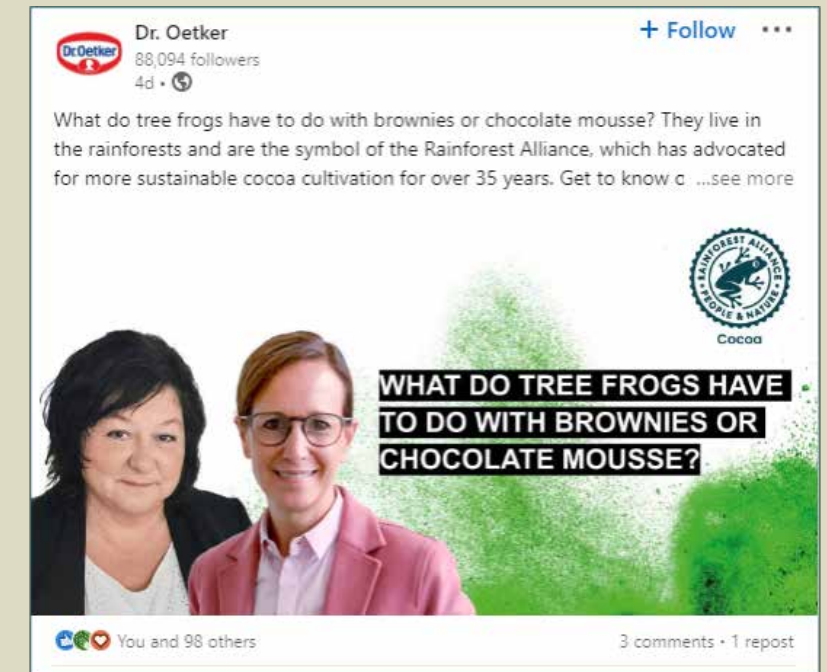 Dr. Oetker
Dr. Oetker
88,094 followers
4d •
+ Follow •••
What do tree frogs have to do with brownies or chocolate mousse? They live in
the rainforests and are the symbol of the Rainforest Alliance, which has advocated
for more sustainable cocoa cultivation for over 35 years. Get to know c ...see more
RAINFOREST ALLIANCE
PEOPLE & NATURE
Cocoa
WHAT DO TREE FROGS HAVE
TO DO WITH BROWNIES OR
CHOCOLATE MOUSSE?
You and 98 others
3 comments • 1 repost